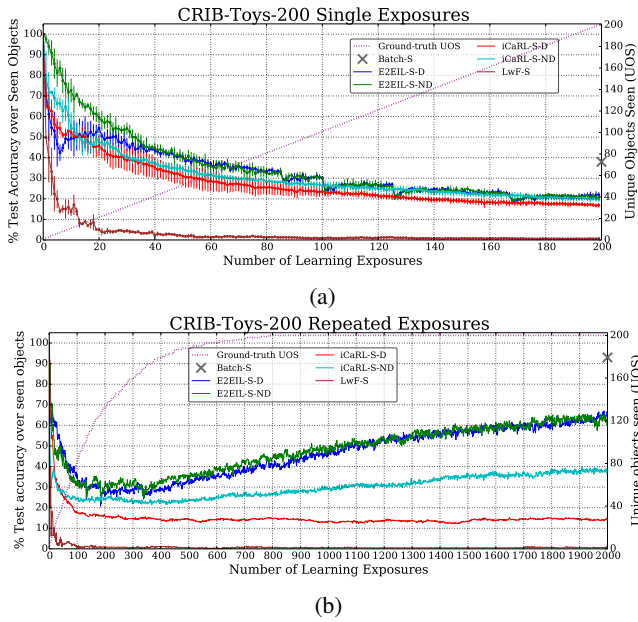 CRIB-Toys-200 Single Exposures
% Test Accuracy over Seen Objects
100
90
80
70
60
50
40
30
20
10
0
Ground-truth UOS
Batch-S
E2EIL-S-D
E2EIL-S-ND
iCaRL-S-D
iCaRL-S-ND
LwF-S
200
180
160
140
120
100
80
60
40
20
0
Unique Objects Seen (UOS)
0 20 40 60 80 100 120 140 160 180 200
Number of Learning Exposures
(a)
CRIB-Toys-200 Repeated Exposures
% Test accuracy over seen objects
100
90
80
70
60
50
40
30
20
10
0
Ground-truth UOS
Batch-S
E2EIL-S-D
E2EIL-S-ND
iCaRL-S-D
iCaRL-S-ND
LwF-S
200
160
120
80
40
0
Unique objects seen (UOS)
0 100 200 300 400 500 600 700 800 900 1000 1100 1200 1300 1400 1500 1600 1700 1800 1900 2000
Number of Learning Exposures
(b)